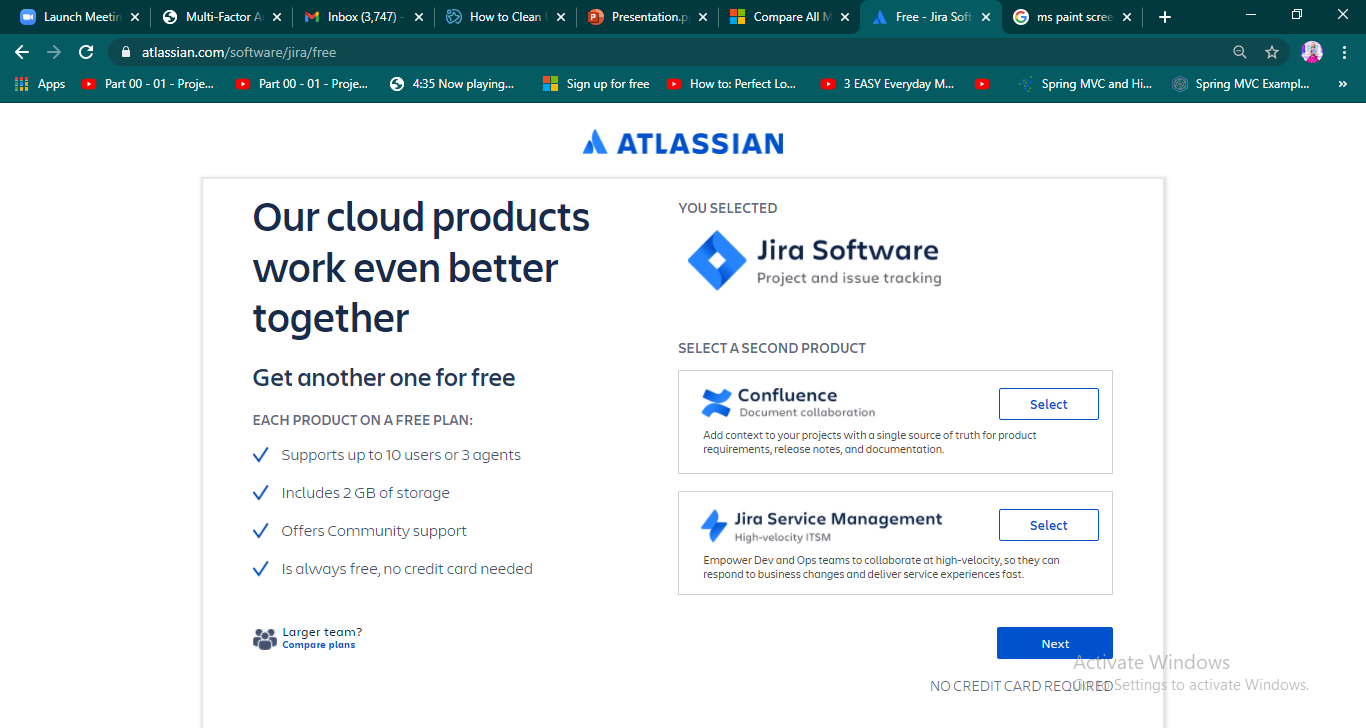 Launch Meetin
Multi-Factor A
Inbox (3,747) -
How to Clean
Presentation.p
Compare All M
Free - Jira Soft
ms paint scree
atlassian.com/software/jira/free
Apps
Part 00 - 01 - Proje...
Part 00 - 01 - Proje...
4:35 Now playing...
Sign up for free
How to: Perfect Lo...
3 EASY Everyday M...
Spring MVC and Hi...
Spring MVC Exampl...
»
ATLASSIAN
Our cloud products
work even better
together
Get another one for free
EACH PRODUCT ON A FREE PLAN:
Supports up to 10 users or 3 agents
Includes 2 GB of storage
Offers Community support
Is always free, no credit card needed
Larger team?
Compare plans
YOU SELECTED
Jira Software
Project and issue tracking
SELECT A SECOND PRODUCT
Confluence
Document collaboration
Select
Add context to your projects with a single source of truth for product
requirements, release notes, and documentation.
Jira Service Management
High-velocity ITSM
Select
Empower Dev and Ops teams to collaborate at high-velocity, so they can
respond to business changes and deliver service experiences fast.
Next
NO CREDIT CARD REQUIRED
Activate Windows
Go to Settings to activate Windows.